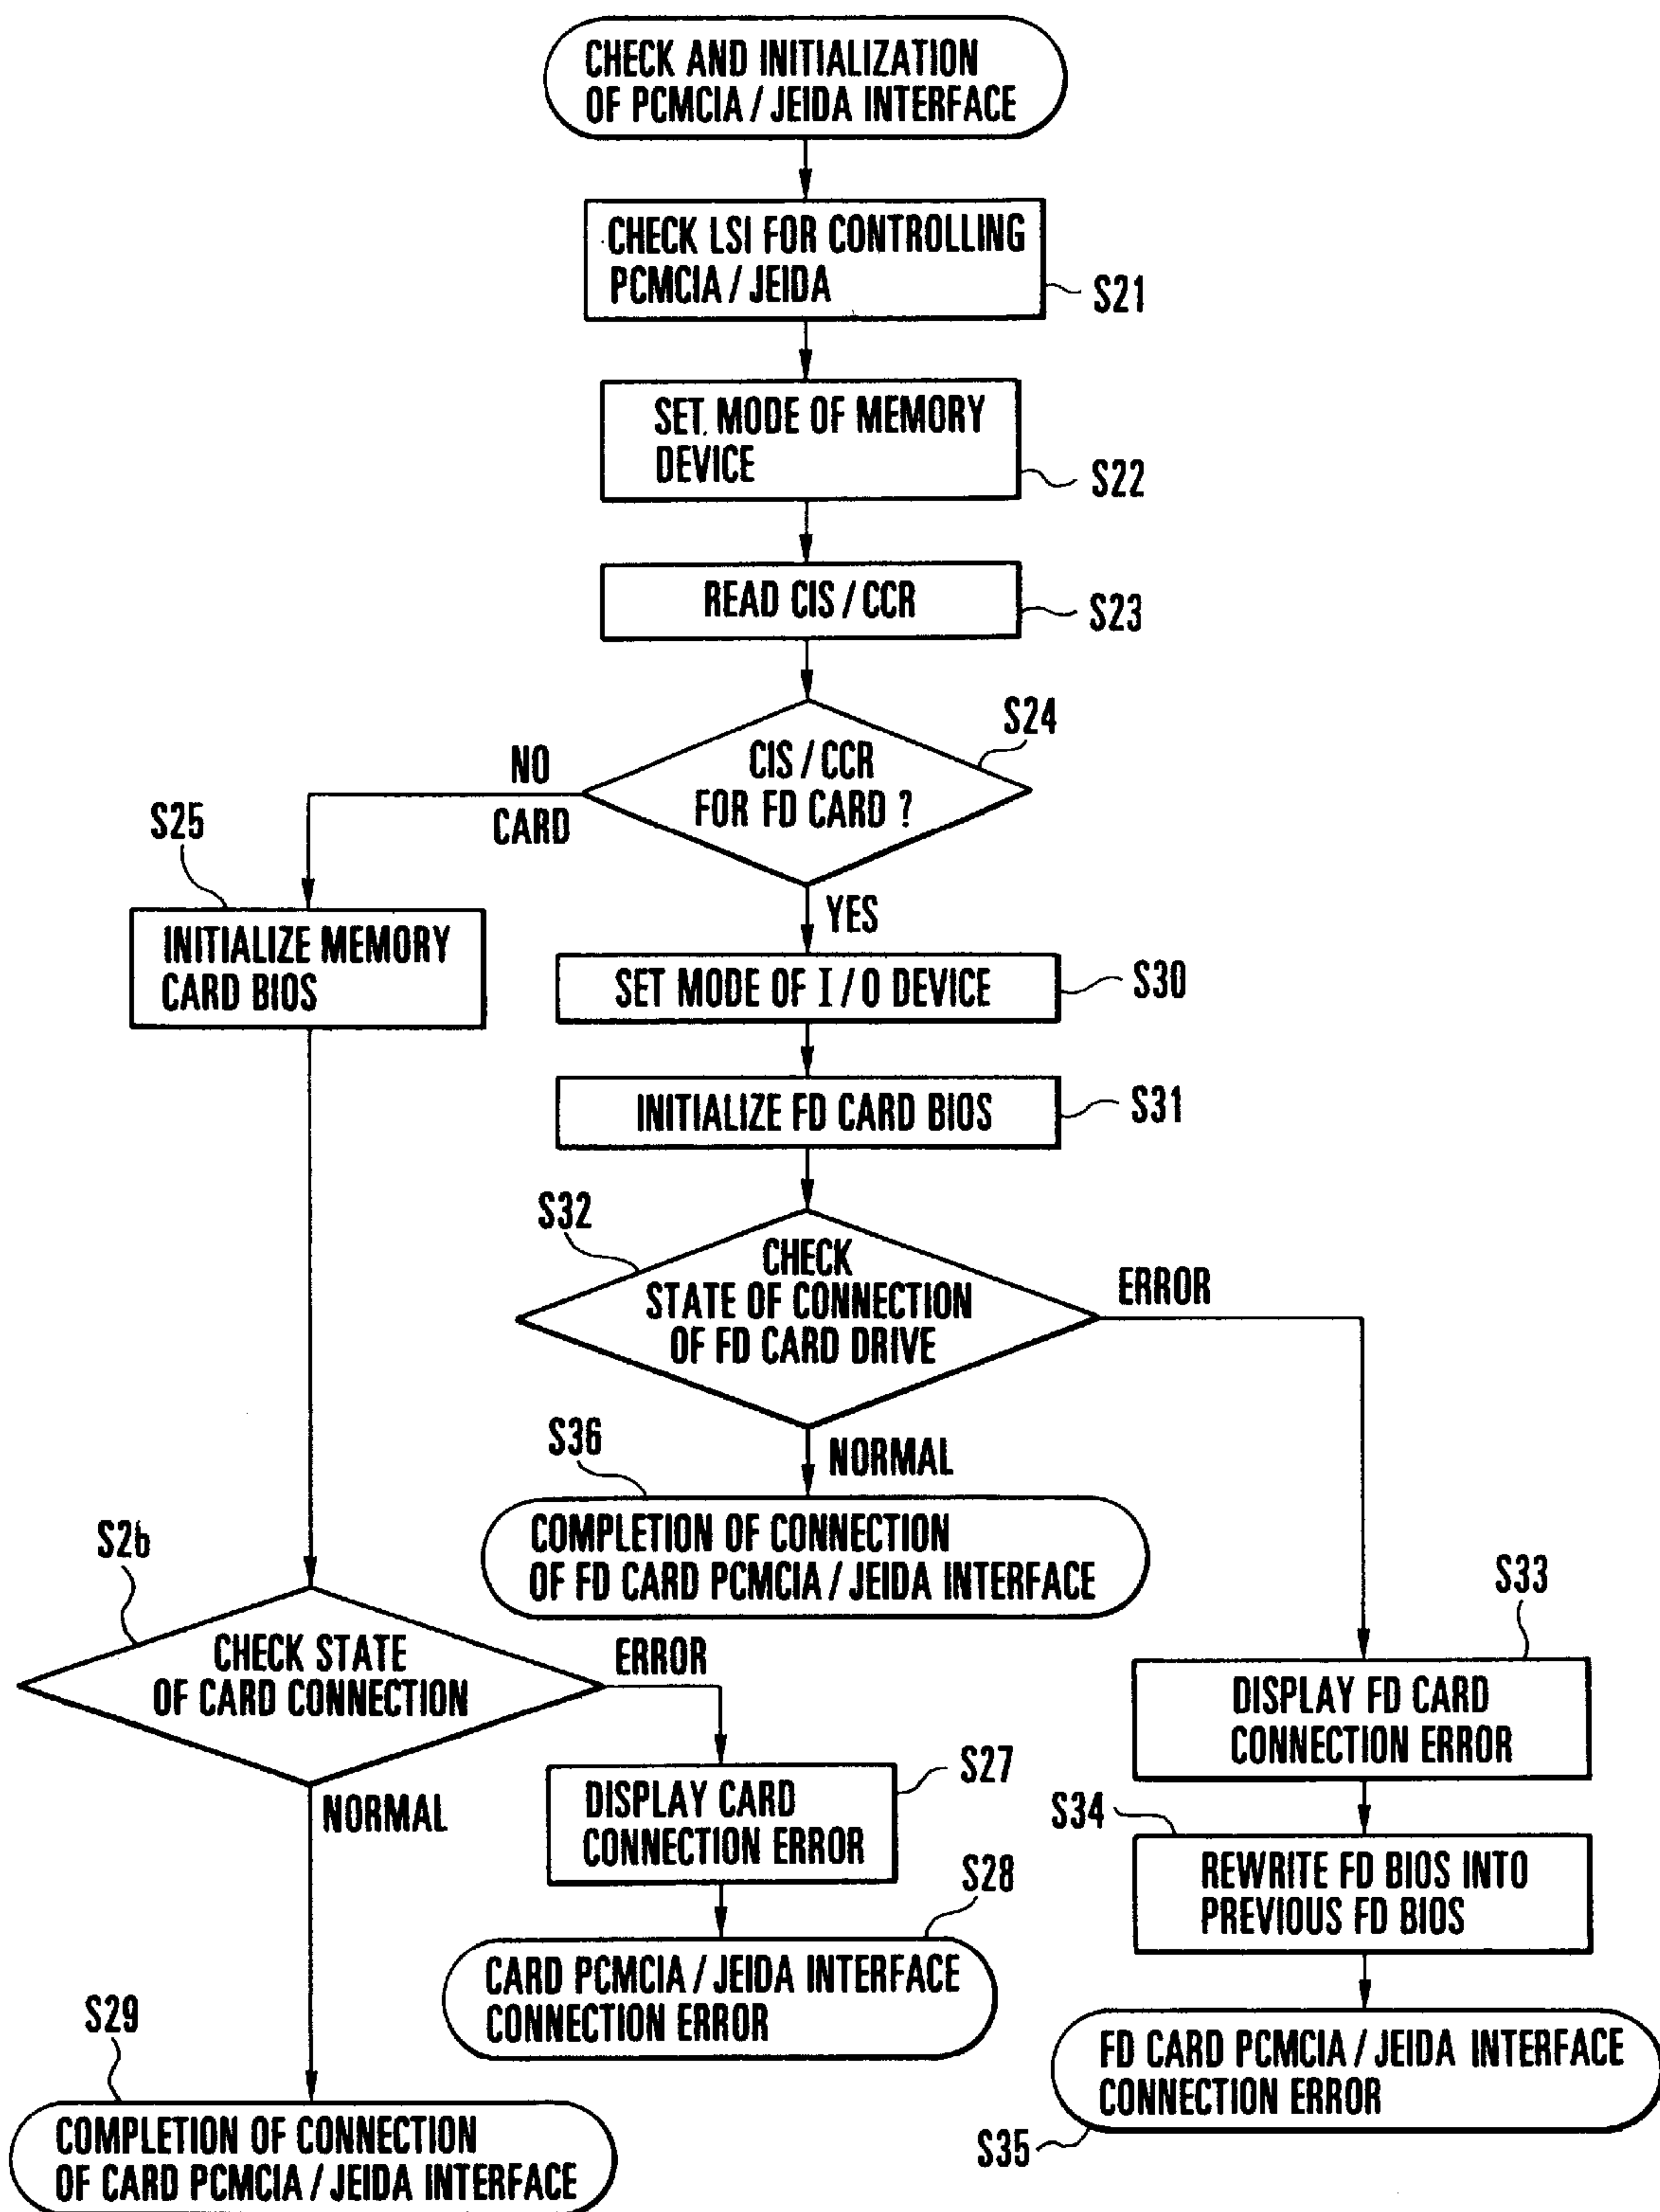 CHECK AND INITIALIZATION
OF PCMCIA / JEIDA INTERFACE
CHECK LSI FOR CONTROLLING
PCMCIA / JEIDA
S21
SET MODE OF MEMORY
DEVICE
S22
READ CIS / CCR
S23
S24
CIS / CCR
FOR FD CARD ?
NO
CARD
S25
INITIALIZE MEMORY
CARD BIOS
YES
SET MODE OF I / O DEVICE
S30
INITIALIZE FD CARD BIOS
S31
S32
CHECK
STATE OF CONNECTION
OF FD CARD DRIVE
ERROR
S36
NORMAL
COMPLETION OF CONNECTION
OF FD CARD PCMCIA / JEIDA INTERFACE
S26
CHECK STATE
OF CARD CONNECTION
ERROR
S33
DISPLAY FD CARD
CONNECTION ERROR
NORMAL
S27
DISPLAY CARD
CONNECTION ERROR
S34
REWRITE FD BIOS INTO
PREVIOUS FD BIOS
S28
CARD PCMCIA / JEIDA INTERFACE
CONNECTION ERROR
FD CARD PCMCIA / JEIDA INTERFACE
CONNECTION ERROR
S35
S29
COMPLETION OF CONNECTION
OF CARD PCMCIA / JEIDA INTERFACE